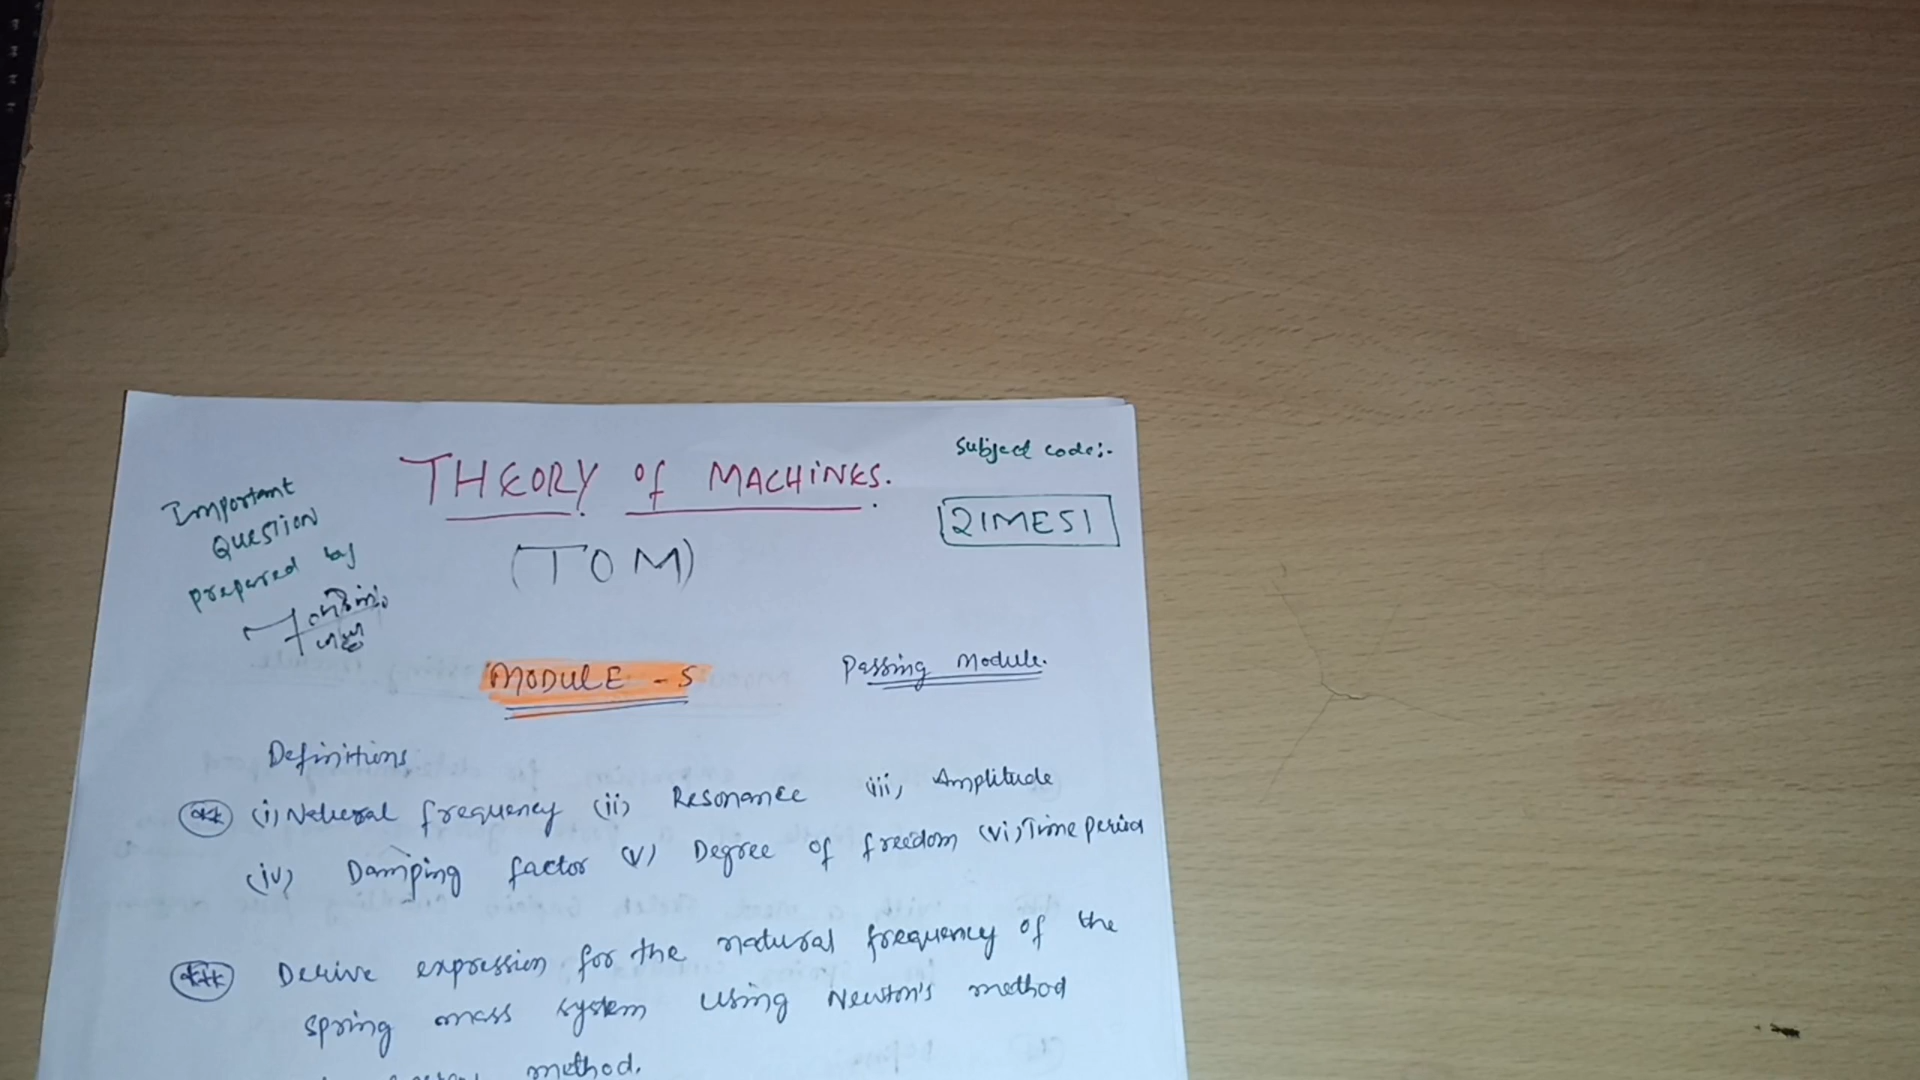 THEORY of MACHINES.
Subject code:-
21ME51
(TOM)
Important
QUESTION
prepared by
MODULE - 5
Passing Module.
Definitions
** (i) Natural frequency (ii) Resonance iii) Amplitude
(iv) Damping factor (v) Degree of freedom (vi) Time period
*** Derive expression for the natural frequency of the
spring mass system using Newton's method
method.